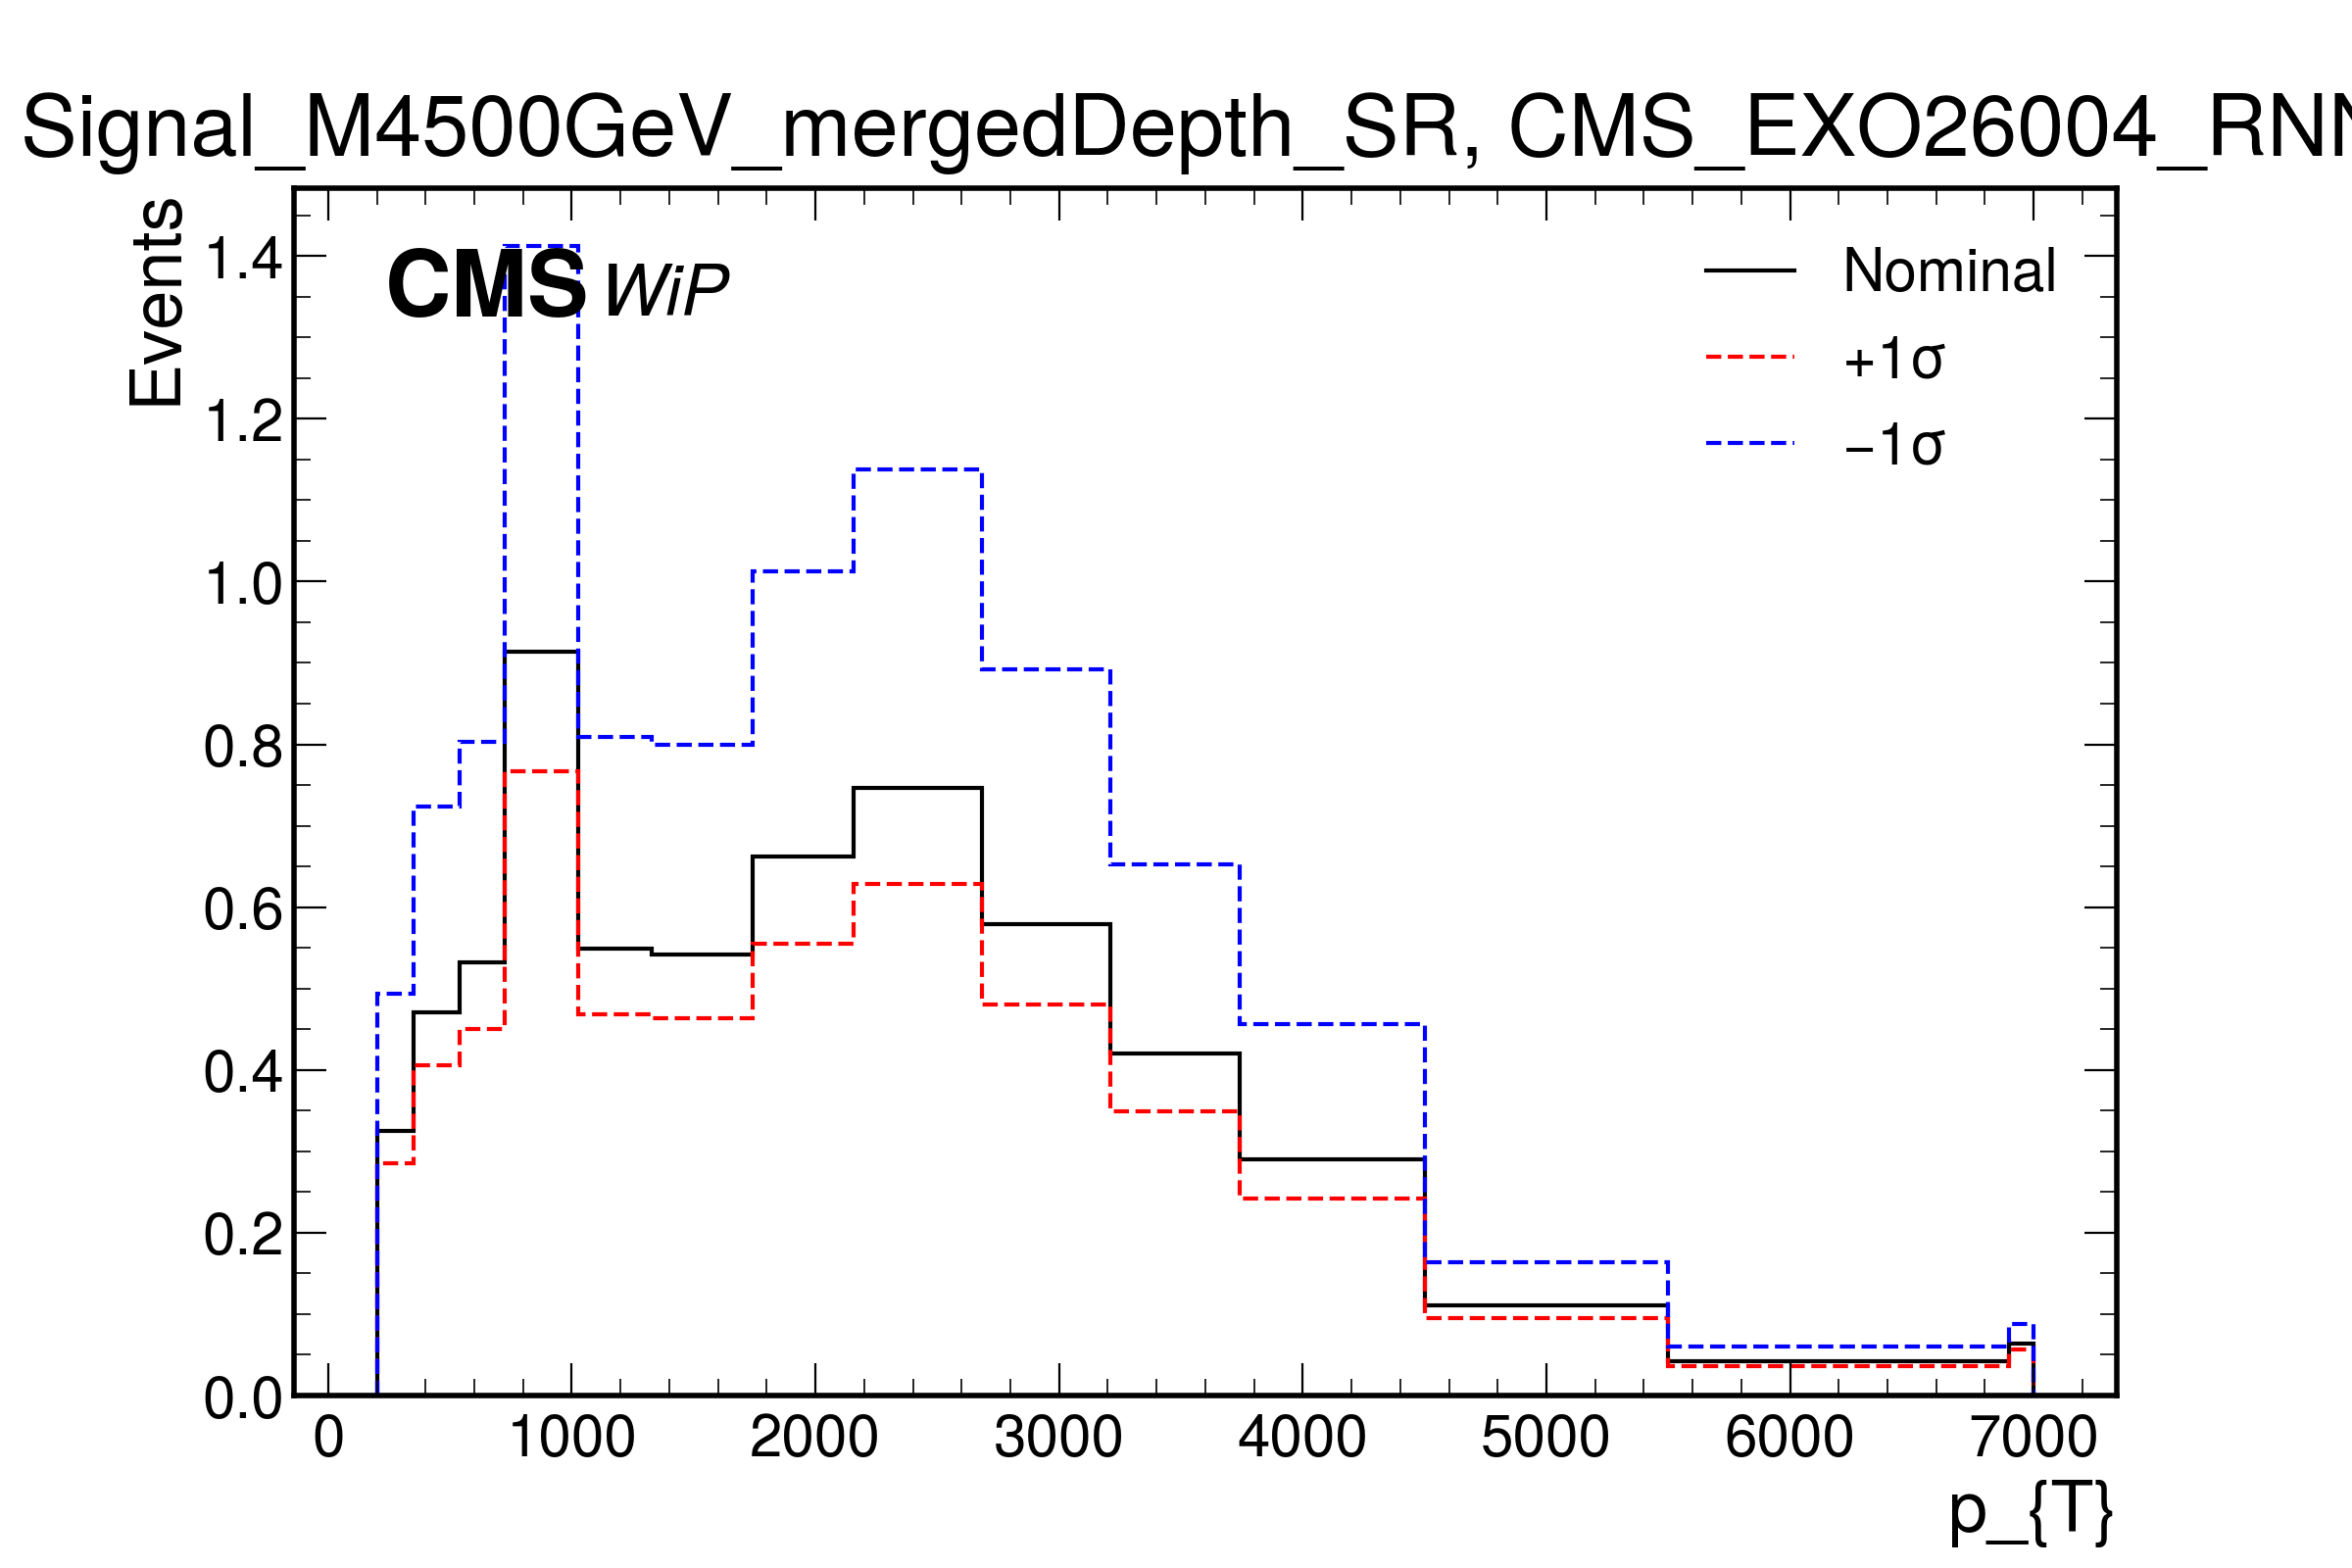 Signal_M4500GeV_mergedDepth_SR, CMS_EXO26004_RNN
Events
CMS WiP
Nominal
+1σ
−1σ
1.4
1.2
1.0
0.8
0.6
0.4
0.2
0.0
0 1000 2000 3000 4000 5000 6000 7000
p_{T}